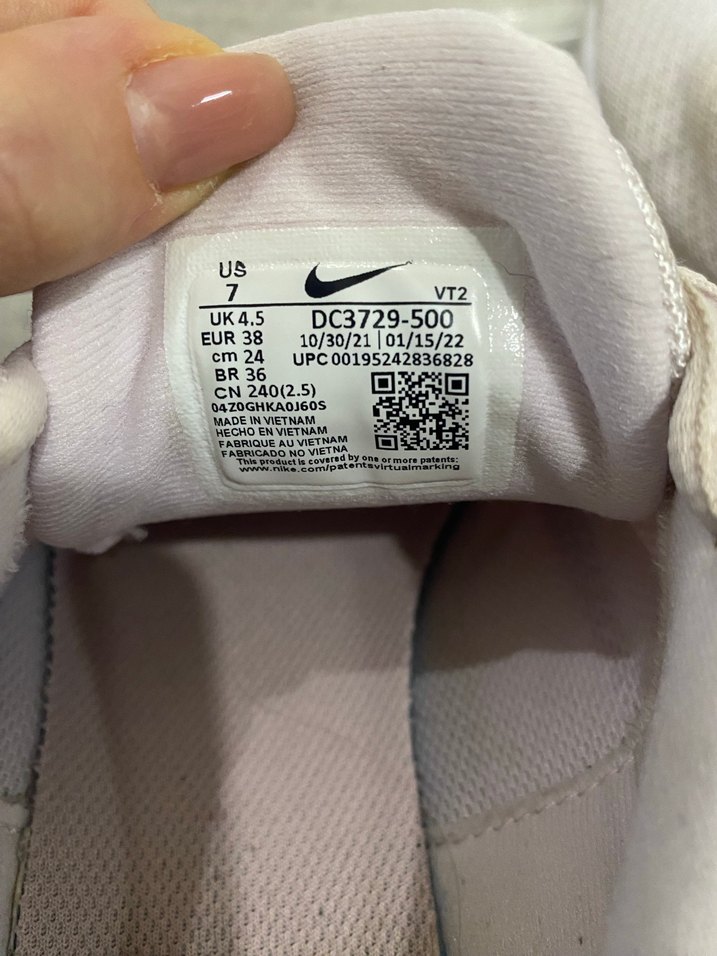 US
7
VT2
UK 4.5
DC3729-500
EUR 38
10/30/21 | 01/15/22
cm 24
UPC 00195242836828
BR 36
CN 240(2.5)
04Z0GHKA0J60S
MADE IN VIETNAM
HECHO EN VIETNAM
FABRIQUE AU VIETNAM
FABRICADO NO VIETNA
This product is covered by one or more patents:
www.nike.com/patentsvirtualmarking